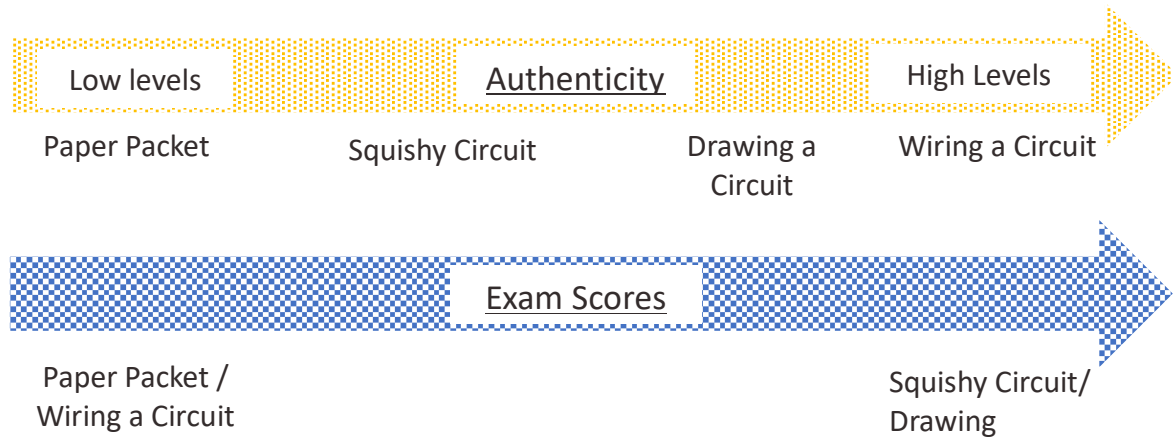 Low levels
Authenticity
High Levels
Paper Packet
Squishy Circuit
Drawing a
Circuit
Wiring a Circuit
Exam Scores
Paper Packet /
Wiring a Circuit
Squishy Circuit/
Drawing